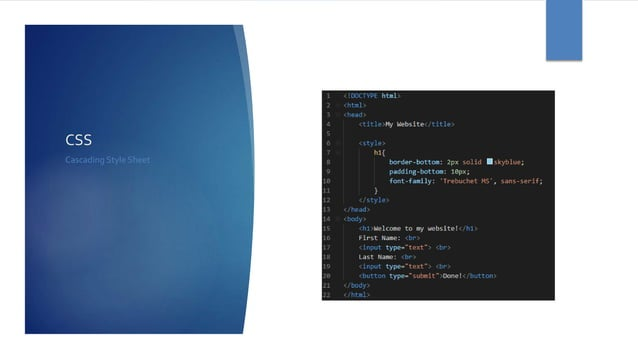 CSS
Cascading Style Sheet
1 <!DOCTYPE html>
2 <html>
3 <head>
4 <title>My Website</title>
5
6 <style>
7 h1{
8 border-bottom: 2px solid skyblue;
9 padding-bottom: 10px;
10 font-family: 'Trebuchet MS', sans-serif;
11 }
12 </style>
13 </head>
14 <body>
15 <h1>Welcome to my website!</h1>
16 First Name: <br>
17 <input type="text"> <br>
18 Last Name: <br>
19 <input type="text"> <br>
20 <button type="submit">Done!</button>
21 </body>
22 </html>